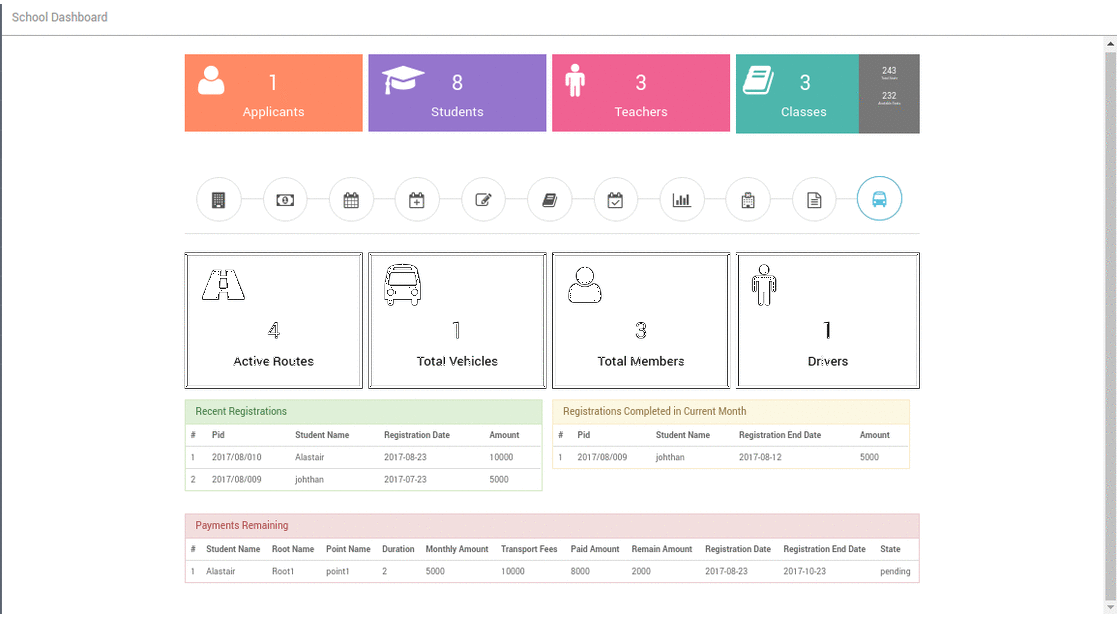 School Dashboard
1
Applicants
8
Students
3
Teachers
3
Classes
243
Total Seats
232
Available Seats
4
Active Routes
1
Total Vehicles
3
Total Members
1
Drivers
Recent Registrations
# Pid Student Name Registration Date Amount
1 2017/08/010 Alastair 2017-08-23 10000
2 2017/08/009 johthan 2017-07-23 5000
Registrations Completed in Current Month
# Pid Student Name Registration End Date Amount
1 2017/08/009 johthan 2017-08-12 5000
Payments Remaining
# Student Name Root Name Point Name Duration Monthly Amount Transport Fees Paid Amount Remain Amount Registration Date Registration End Date State
1 Alastair Root1 point1 2 5000 10000 8000 2000 2017-08-23 2017-10-23 pending